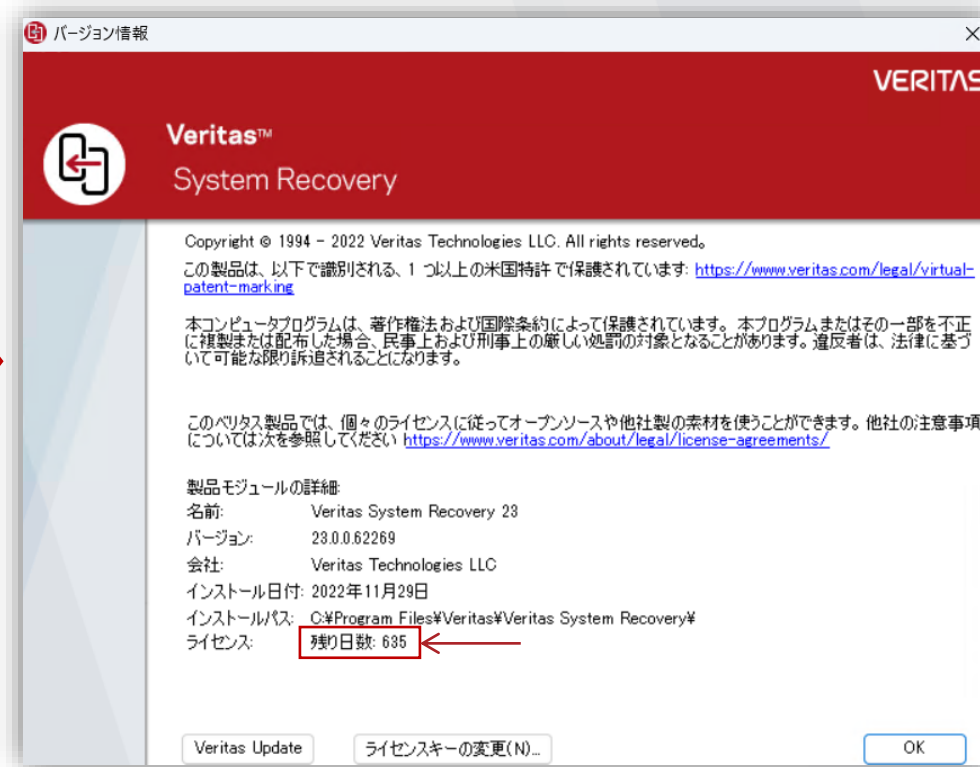 バージョン情報
VERITAS
Veritas™
System Recovery
Copyright © 1994 - 2022 Veritas Technologies LLC. All rights reserved。
この製品は、以下で識別される、1 つ以上の米国特許で保護されています: https://www.veritas.com/legal/virtual-
patent-marking
本コンピュータプログラムは、著作権法および国際条約によって保護されています。本プログラムまたはその一部を不正
に複製または配布した場合、民事上および刑事上の厳しい処罰の対象となることがあります。違反者は、法律に基づ
いて可能な限り訴追されることになります。
このベリタス製品では、個々のライセンスに従ってオープンソースや他社製の素材を使うことができます。他社の注意事項
については次を参照してください https://www.veritas.com/about/legal/license-agreements/
製品モジュールの詳細:
名前: Veritas System Recovery 23
バージョン: 23.0.0.62269
会社: Veritas Technologies LLC
インストール日付: 2022年11月29日
インストールパス: C:¥Program Files¥Veritas¥Veritas System Recovery¥
ライセンス: 残り日数: 635
Veritas Update
ライセンスキーの変更(N)...
OK